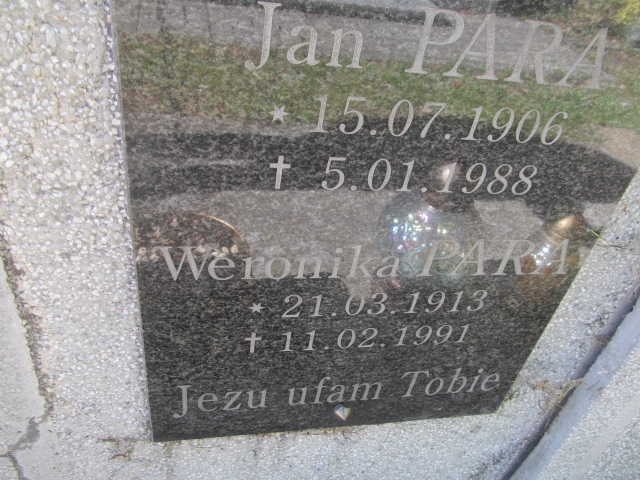 Jan PARA
* 15.07.1906
† 5.01.1988
Weronika PARA
* 21.03.1913
† 11.02.1991
Jezu ufam Tobie